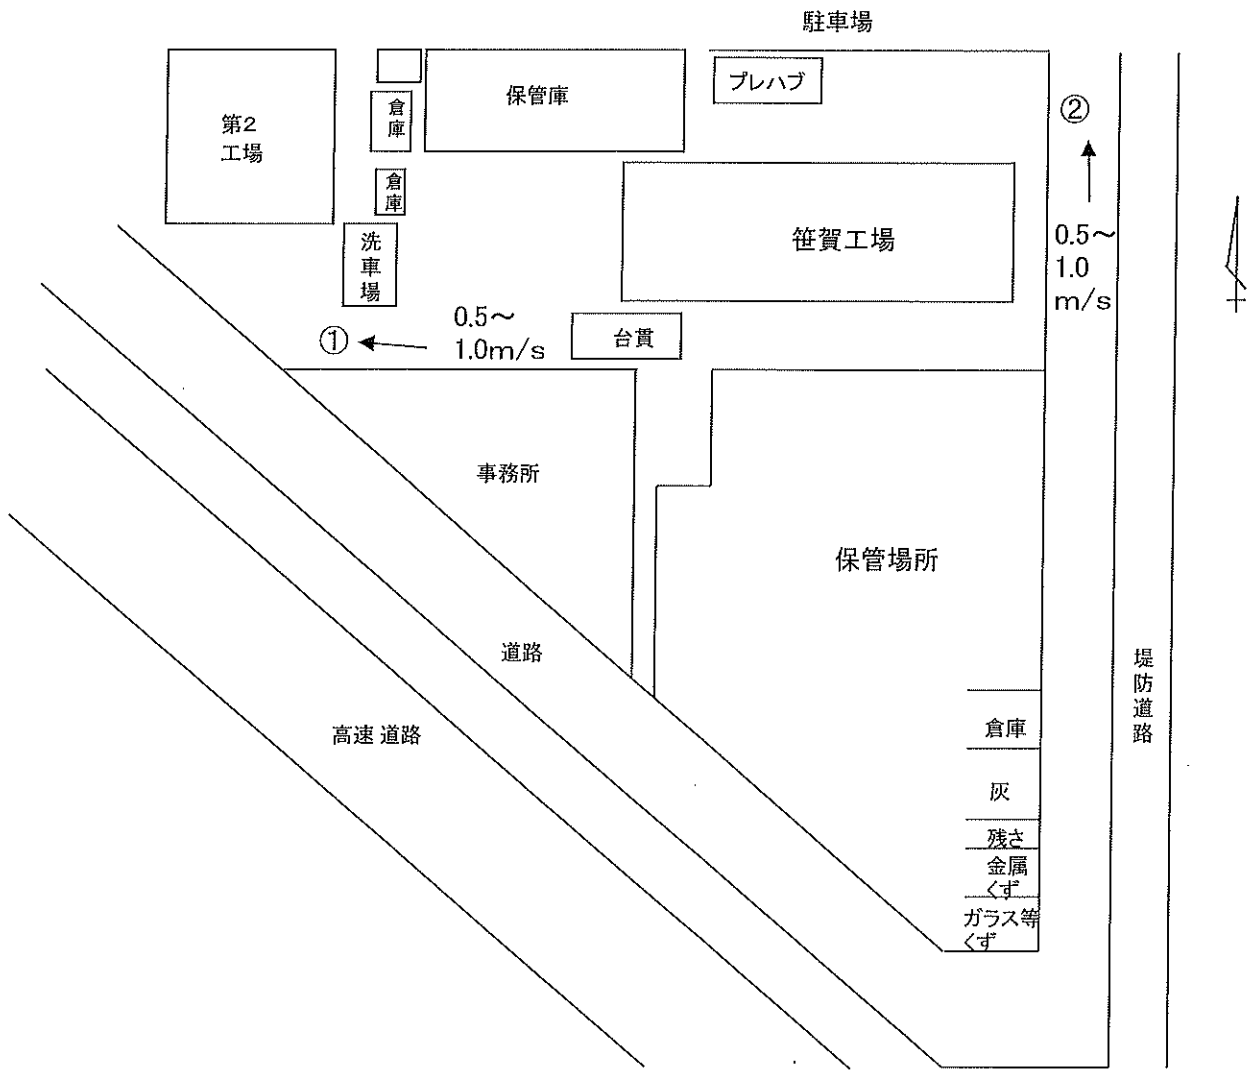 駐車場
プレハブ
保管庫
倉庫
第2
工場
②
倉庫
笹賀工場
洗車場
0.5～
1.0
m/s
①
0.5～
1.0m/s
台貫
事務所
保管場所
道路
堤防道路
高速 道路
倉庫
灰
残さ
金属
くず
ガラス等
くず